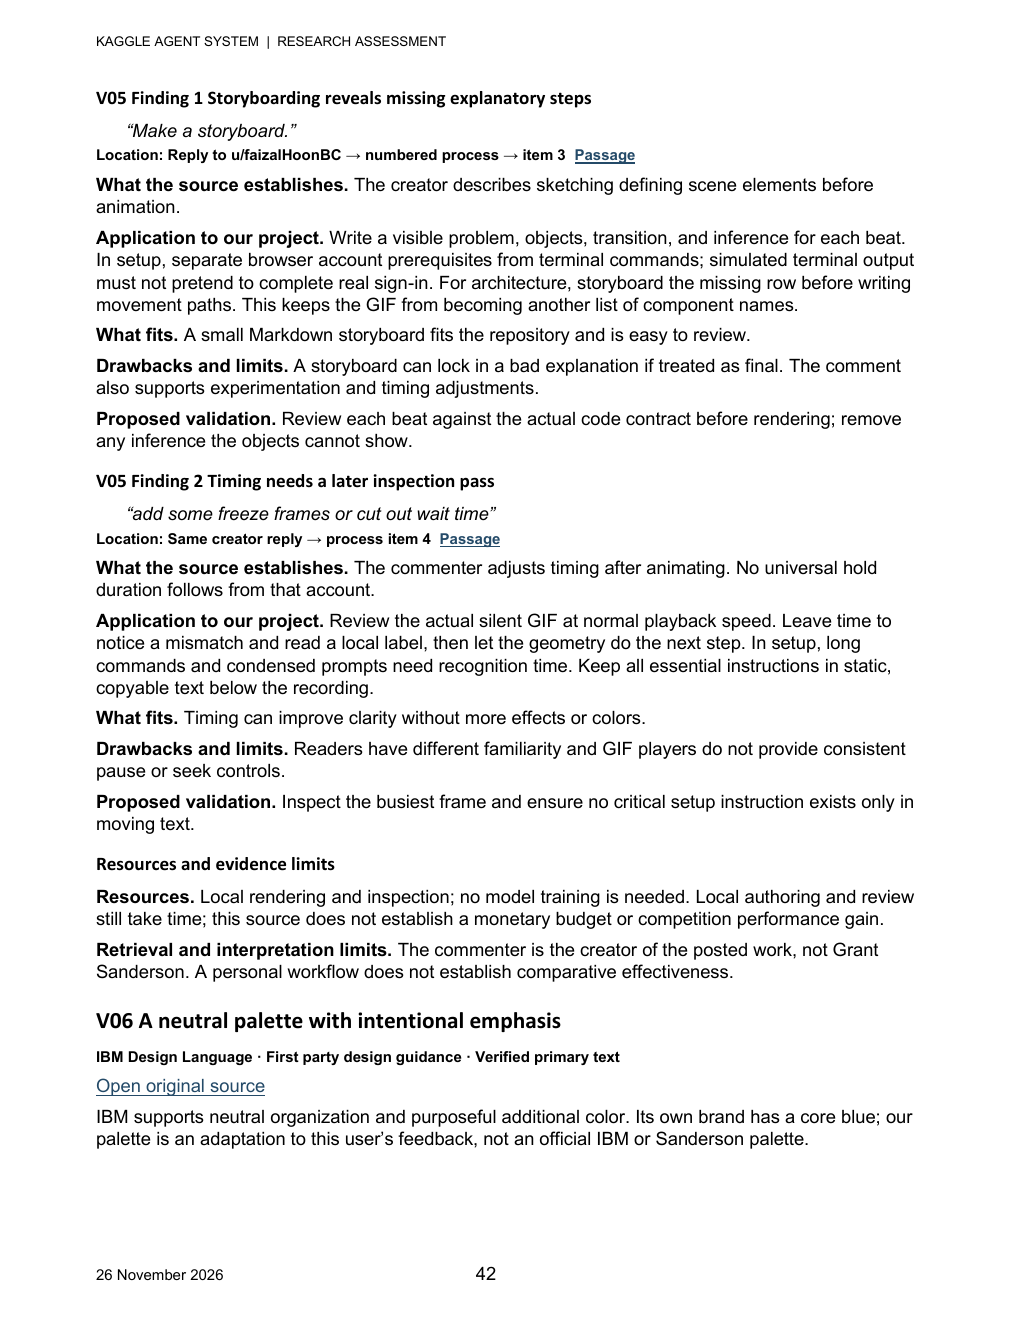 KAGGLE AGENT SYSTEM | RESEARCH ASSESSMENT
V05 Finding 1 Storyboarding reveals missing explanatory steps
“Make a storyboard.”
Location: Reply to u/faizalHoonBC → numbered process → item 3 Passage
What the source establishes. The creator describes sketching defining scene elements before
animation.
Application to our project. Write a visible problem, objects, transition, and inference for each beat.
In setup, separate browser account prerequisites from terminal commands; simulated terminal output
must not pretend to complete real sign-in. For architecture, storyboard the missing row before writing
movement paths. This keeps the GIF from becoming another list of component names.
What fits. A small Markdown storyboard fits the repository and is easy to review.
Drawbacks and limits. A storyboard can lock in a bad explanation if treated as final. The comment
also supports experimentation and timing adjustments.
Proposed validation. Review each beat against the actual code contract before rendering; remove
any inference the objects cannot show.
V05 Finding 2 Timing needs a later inspection pass
“add some freeze frames or cut out wait time”
Location: Same creator reply → process item 4 Passage
What the source establishes. The commenter adjusts timing after animating. No universal hold
duration follows from that account.
Application to our project. Review the actual silent GIF at normal playback speed. Leave time to
notice a mismatch and read a local label, then let the geometry do the next step. In setup, long
commands and condensed prompts need recognition time. Keep all essential instructions in static,
copyable text below the recording.
What fits. Timing can improve clarity without more effects or colors.
Drawbacks and limits. Readers have different familiarity and GIF players do not provide consistent
pause or seek controls.
Proposed validation. Inspect the busiest frame and ensure no critical setup instruction exists only in
moving text.
Resources and evidence limits
Resources. Local rendering and inspection; no model training is needed. Local authoring and review
still take time; this source does not establish a monetary budget or competition performance gain.
Retrieval and interpretation limits. The commenter is the creator of the posted work, not Grant
Sanderson. A personal workflow does not establish comparative effectiveness.
V06 A neutral palette with intentional emphasis
IBM Design Language · First party design guidance · Verified primary text
Open original source
IBM supports neutral organization and purposeful additional color. Its own brand has a core blue; our
palette is an adaptation to this user’s feedback, not an official IBM or Sanderson palette.
26 November 2026
42